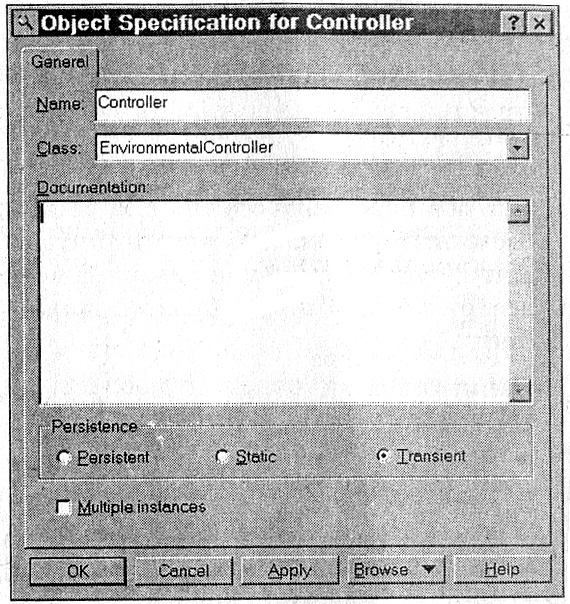 Object Specification for Controller
General
Name: Controller
Class: EnvironmentalController
Documentation:
Persistence
Persistent Static Transient
Multiple instances
OK Cancel Apply Browse Help